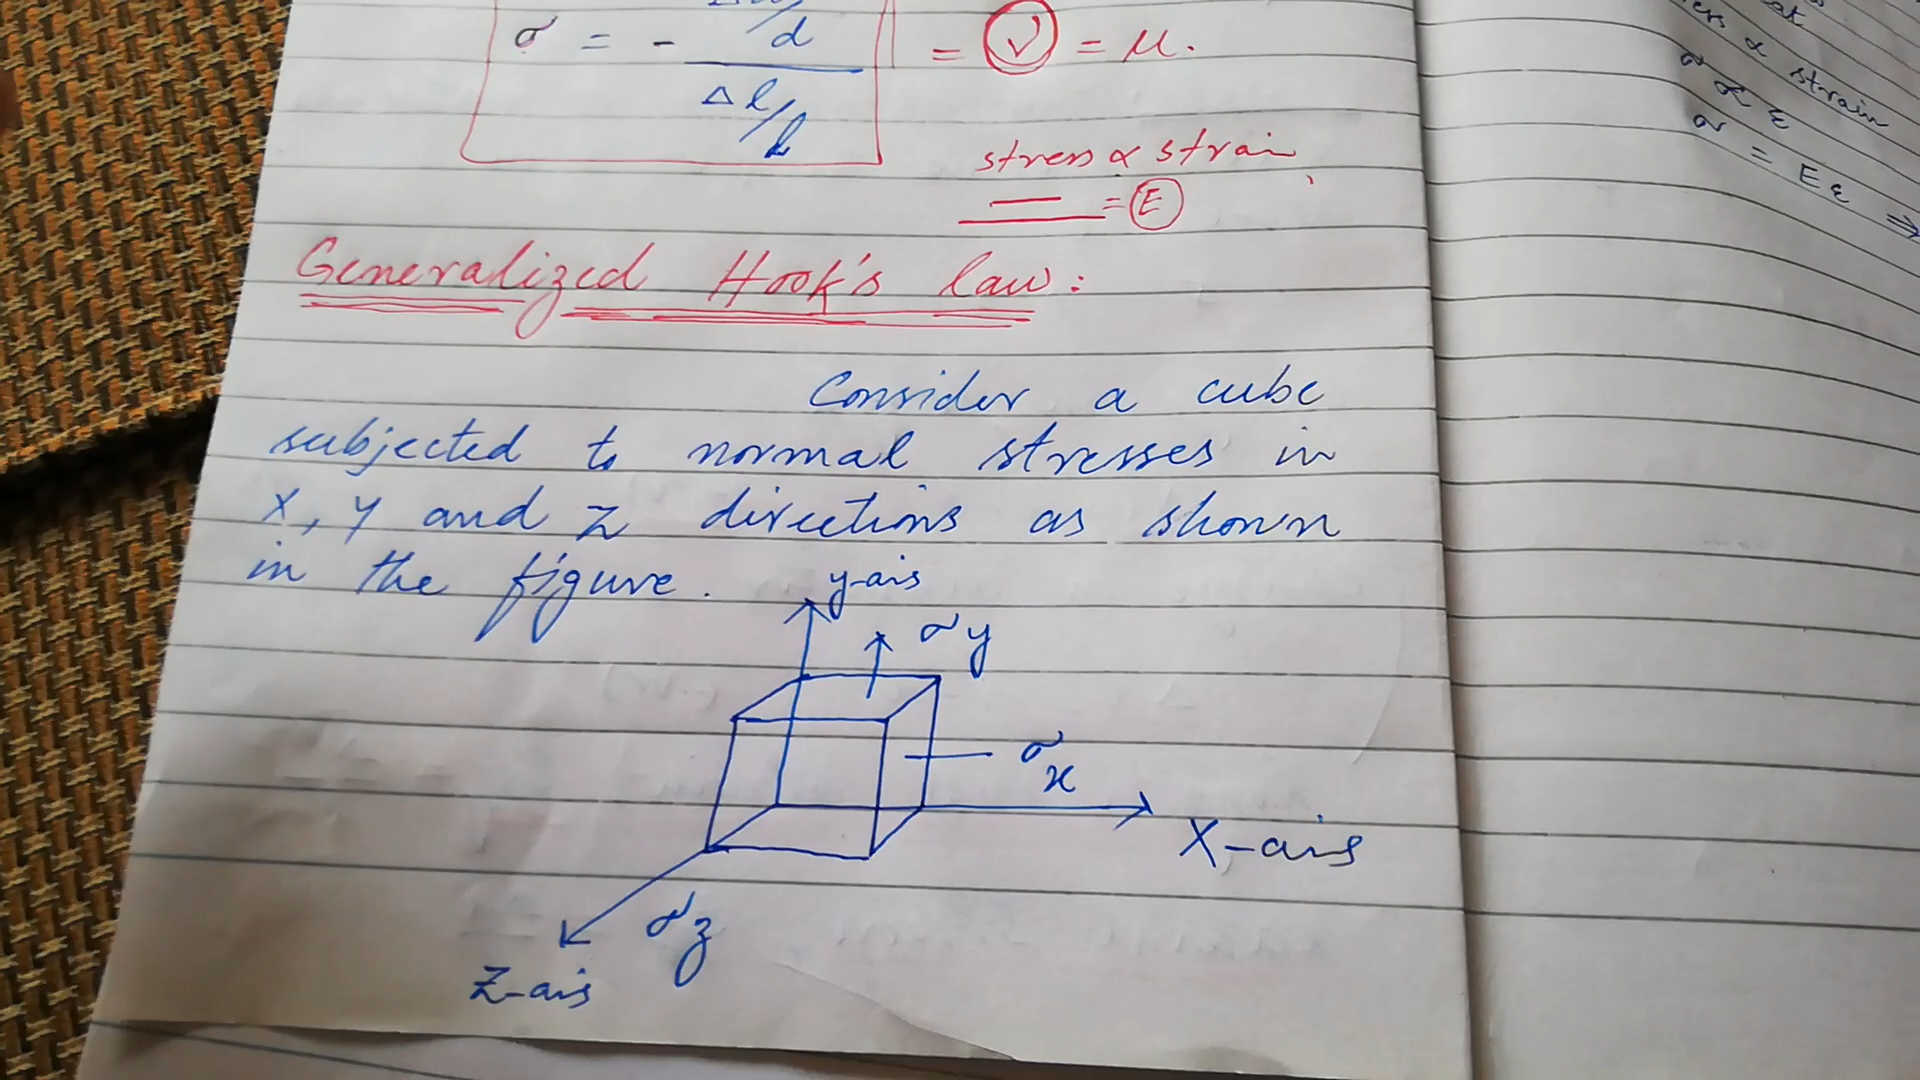 σ = - /d = ν = μ.
Δl/l
stress ∝ strain
= E
Generalized Hook's law:
Consider a cube
subjected to normal stresses in
X, Y and Z directions as shown
in the figure. y-ais
σy
σx
X-ais
σz
Z-ais
∝ strain
σ ∝ ε
σ = Eε ⇒